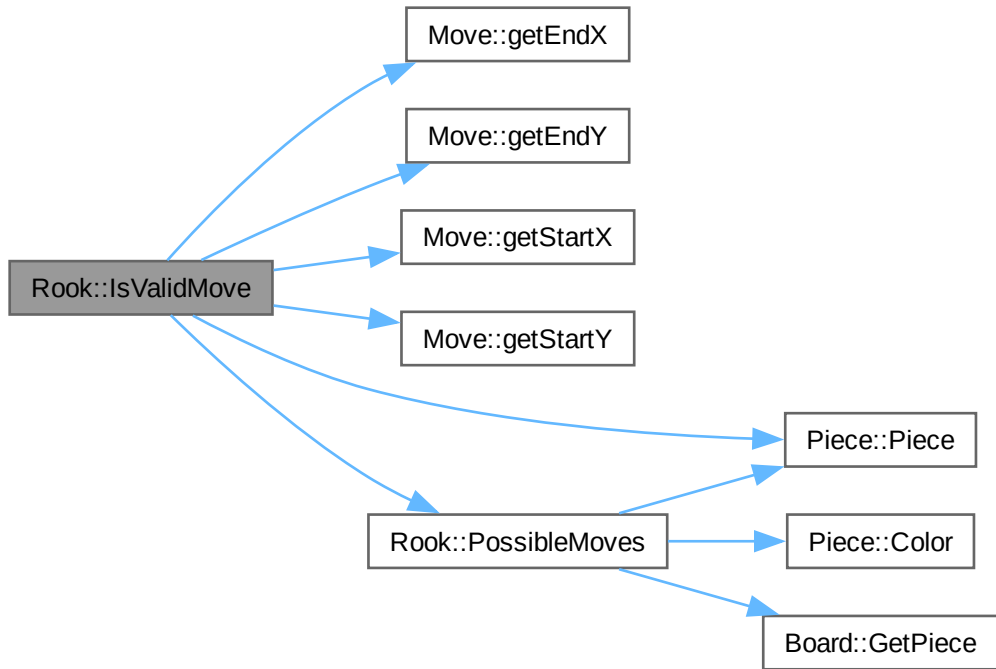 Move::getEndX
Move::getEndY
Move::getStartX
Rook::IsValidMove
Move::getStartY
Piece::Piece
Rook::PossibleMoves
Piece::Color
Board::GetPiece